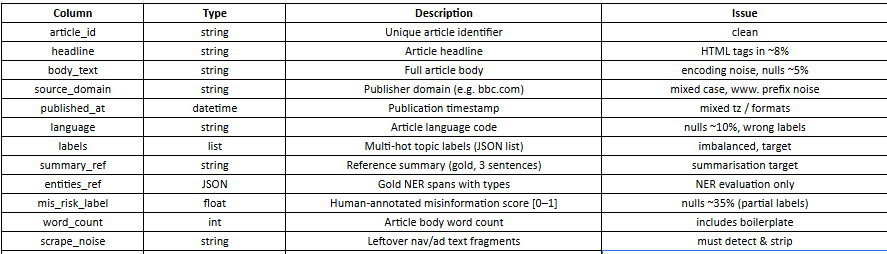 Column Type Description Issue
article_id string Unique article identifier clean
headline string Article headline HTML tags in ~8%
body_text string Full article body encoding noise, nulls ~5%
source_domain string Publisher domain (e.g. bbc.com) mixed case, www. prefix noise
published_at datetime Publication timestamp mixed tz / formats
language string Article language code nulls ~10%, wrong labels
labels list Multi-hot topic labels (JSON list) imbalanced, target
summary_ref string Reference summary (gold, 3 sentences) summarisation target
entities_ref JSON Gold NER spans with types NER evaluation only
mis_risk_label float Human-annotated misinformation score [0–1] nulls ~35% (partial labels)
word_count int Article body word count includes boilerplate
scrape_noise string Leftover nav/ad text fragments must detect & strip